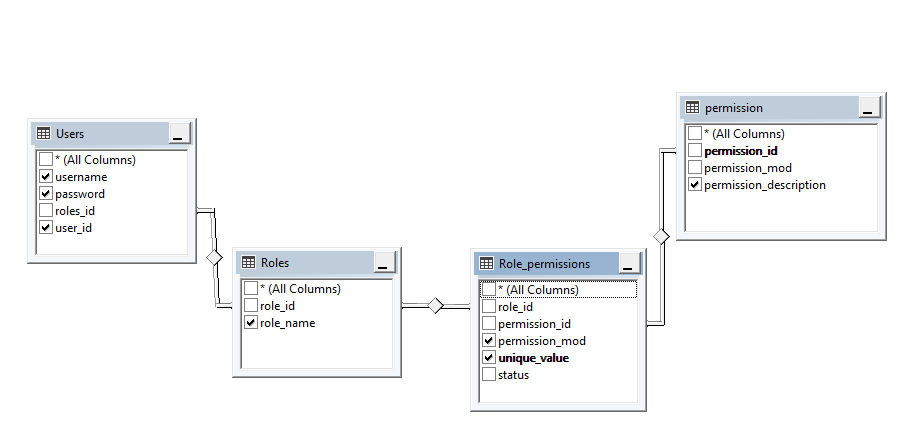 Users
* (All Columns)
username
password
roles_id
user_id
Roles
* (All Columns)
role_id
role_name
Role_permissions
* (All Columns)
role_id
permission_id
permission_mod
unique_value
status
permission
* (All Columns)
permission_id
permission_mod
permission_description